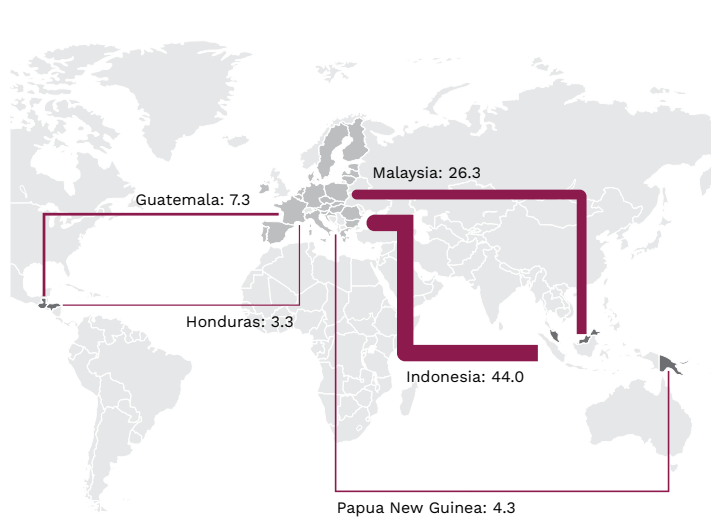 Malaysia: 26.3
Guatemala: 7.3
Honduras: 3.3
Indonesia: 44.0
Papua New Guinea: 4.3